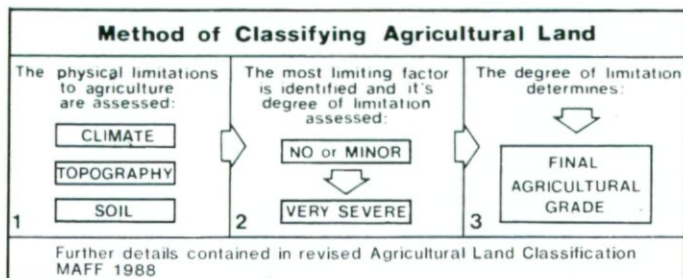 Method of Classifying Agricultural Land
The physical limitations
to agriculture
are assessed:
CLIMATE
TOPOGRAPHY
SOIL
1
The most limiting factor
is identified and it's
degree of limitation
assessed:
NO or MINOR
VERY SEVERE
2
The degree of limitation
determines:
FINAL
AGRICULTURAL
GRADE
3
Further details contained in revised Agricultural Land Classification
MAFF 1988